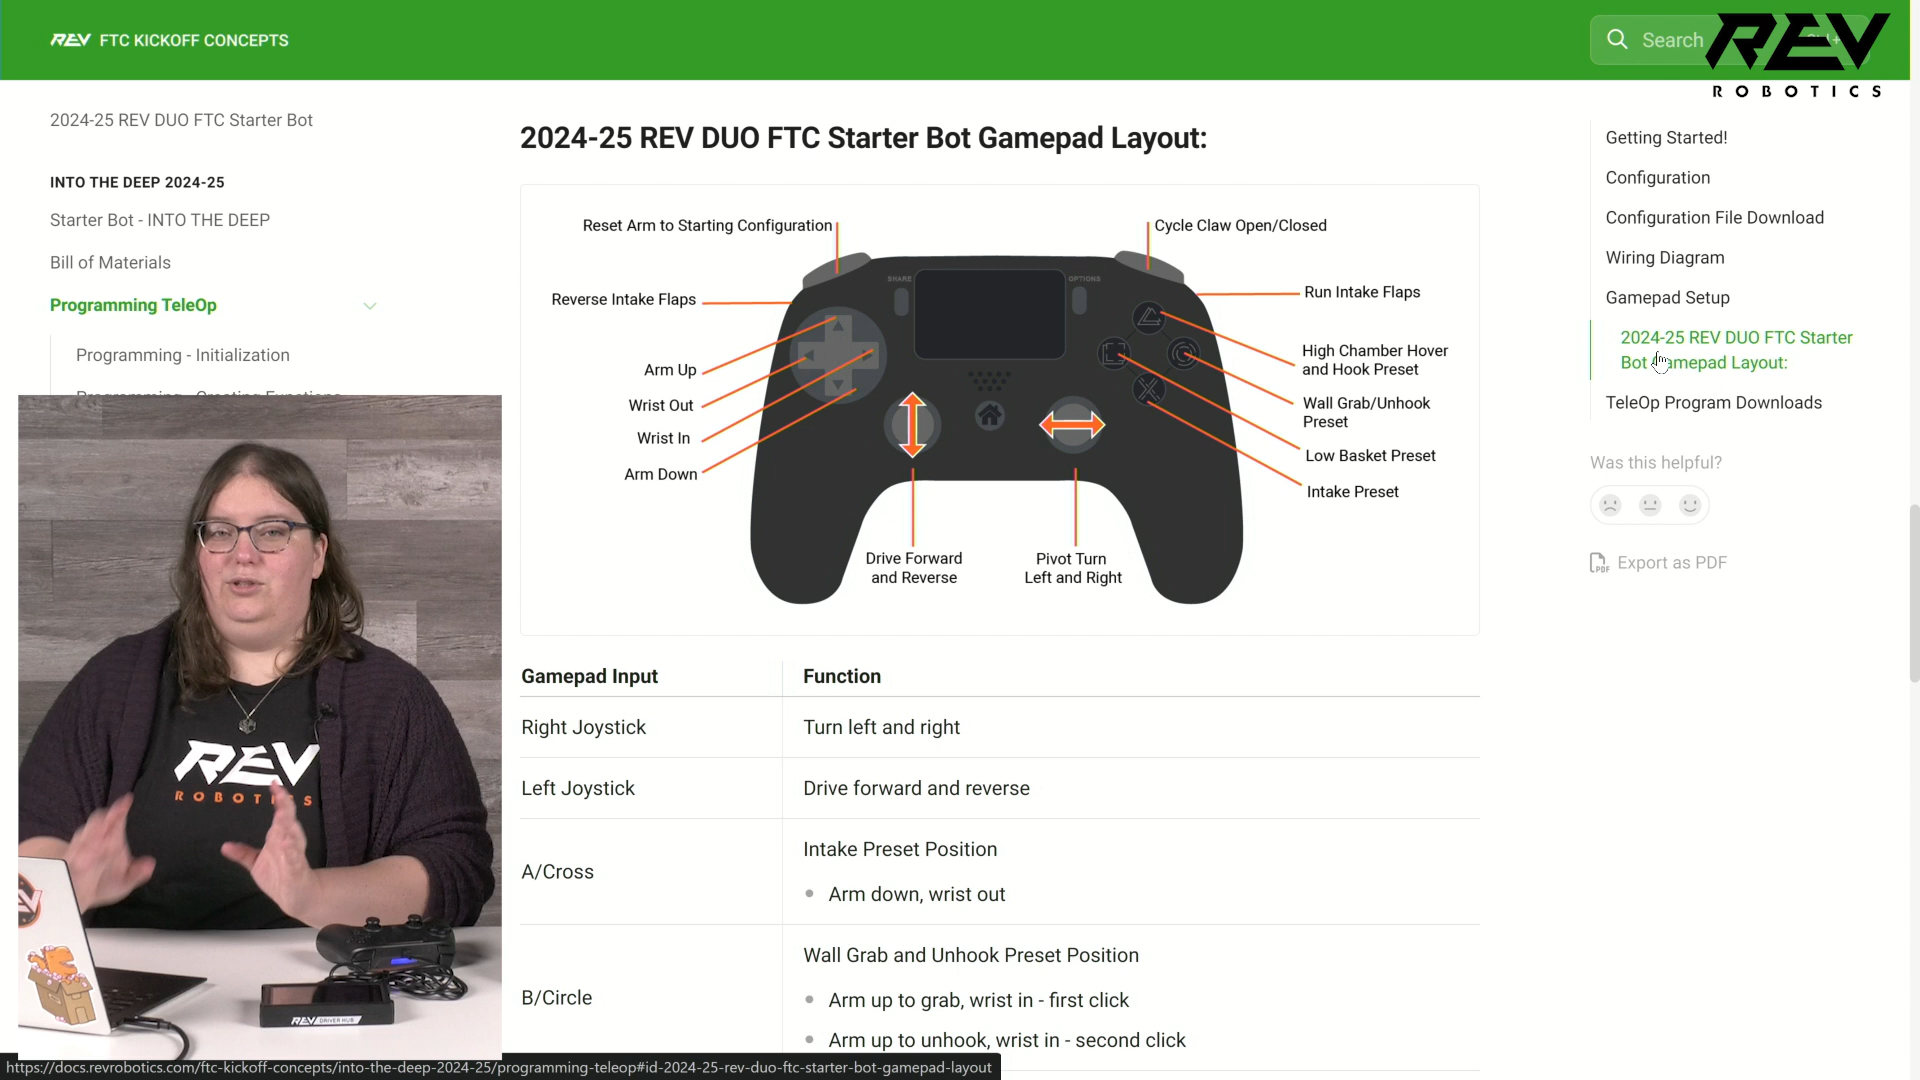 REV FTC KICKOFF CONCEPTS
Search
REV
ROBOTICS
2024-25 REV DUO FTC Starter Bot
INTO THE DEEP 2024-25
Starter Bot - INTO THE DEEP
Bill of Materials
Programming TeleOp
Programming - Initialization
2024-25 REV DUO FTC Starter Bot Gamepad Layout:
Reset Arm to Starting Configuration
Cycle Claw Open/Closed
SHARE
OPTIONS
Reverse Intake Flaps
Run Intake Flaps
Arm Up
Wrist Out
Wrist In
Arm Down
High Chamber Hover
and Hook Preset
Wall Grab/Unhook
Preset
Low Basket Preset
Intake Preset
Drive Forward
and Reverse
Pivot Turn
Left and Right
Gamepad Input
Function
Right Joystick
Turn left and right
Left Joystick
Drive forward and reverse
A/Cross
Intake Preset Position
Arm down, wrist out
B/Circle
Wall Grab and Unhook Preset Position
Arm up to grab, wrist in - first click
Arm up to unhook, wrist in - second click
Getting Started!
Configuration
Configuration File Download
Wiring Diagram
Gamepad Setup
2024-25 REV DUO FTC Starter
Bot Gamepad Layout:
TeleOp Program Downloads
Was this helpful?
PDF
Export as PDF
REV
ROBOTICS
REV DRIVER HUB
https://docs.revrobotics.com/ftc-kickoff-concepts/into-the-deep-2024-25/programming-teleop#id-2024-25-rev-duo-ftc-starter-bot-gamepad-layout